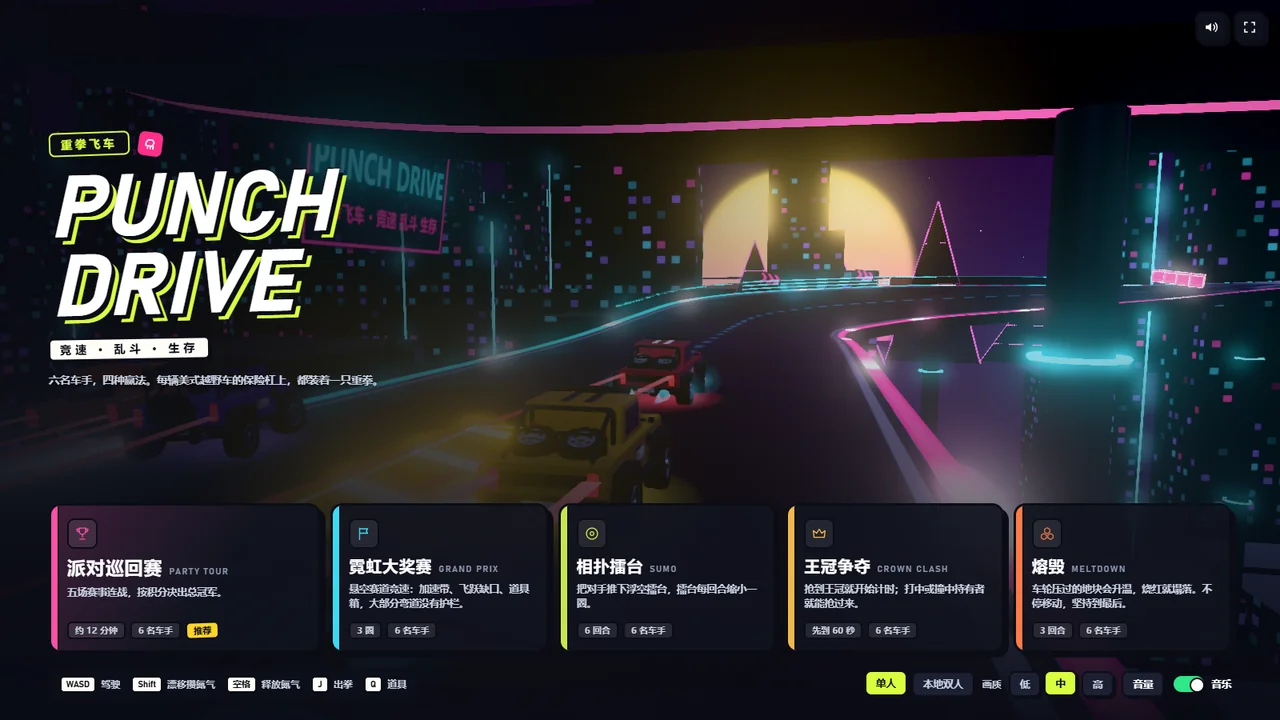 重拳飞车
PUNCH
DRIVE
PUNCH DRIVE
飞车·竞速 乱斗 生存
竞速 · 乱斗 · 生存
六名车手，四种赢法。每辆美式越野车的保险杠上，都装着一只重拳。
派对巡回赛 PARTY TOUR
五场赛事连战，按积分决出总冠军。
约 12 分钟 6 名车手 推荐
霓虹大奖赛 GRAND PRIX
悬空赛道竞速：加速带、飞跃缺口、道具
箱，大部分弯道没有护栏。
3 圈 6 名车手
相扑擂台 SUMO
把对手推下浮空擂台，擂台每回合缩小一
圈。
6 回合 6 名车手
王冠争夺 CROWN CLASH
抢到王冠就开始计时；打中或撞中持有者
就能抢过来。
先到 60 秒 6 名车手
熔毁 MELTDOWN
车轮压过的地块会升温，烧红就塌落。不
停移动，坚持到最后。
3 回合 6 名车手
WASD 驾驶 Shift 漂移攒氮气 空格 释放氮气 J 出拳 Q 道具
单人 本地双人 画质 低 中 高 音量 音乐